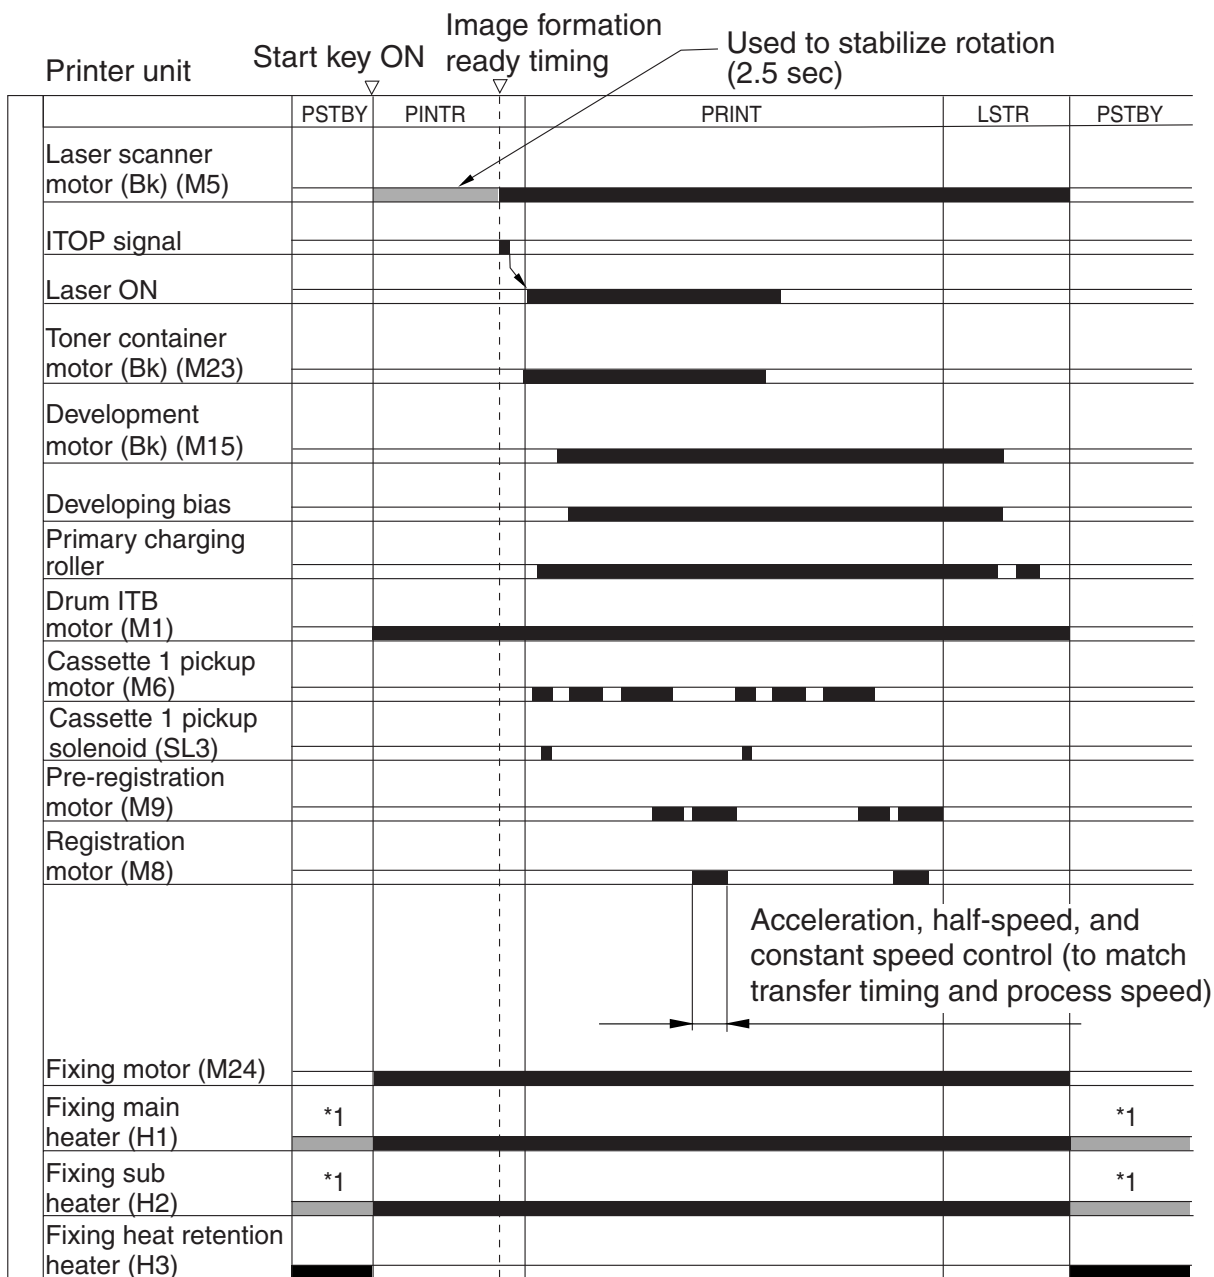 Printer unit
Start key ON
Image formation
ready timing
Used to stabilize rotation
(2.5 sec)
PSTBY PINTR PRINT LSTR PSTBY
Laser scanner
motor (Bk) (M5)
ITOP signal
Laser ON
Toner container
motor (Bk) (M23)
Development
motor (Bk) (M15)
Developing bias
Primary charging
roller
Drum ITB
motor (M1)
Cassette 1 pickup
motor (M6)
Cassette 1 pickup
solenoid (SL3)
Pre-registration
motor (M9)
Registration
motor (M8)
Acceleration, half-speed, and
constant speed control (to match
transfer timing and process speed)
Fixing motor (M24)
Fixing main
heater (H1)
*1 *1
Fixing sub
heater (H2)
*1 *1
Fixing heat retention
heater (H3)